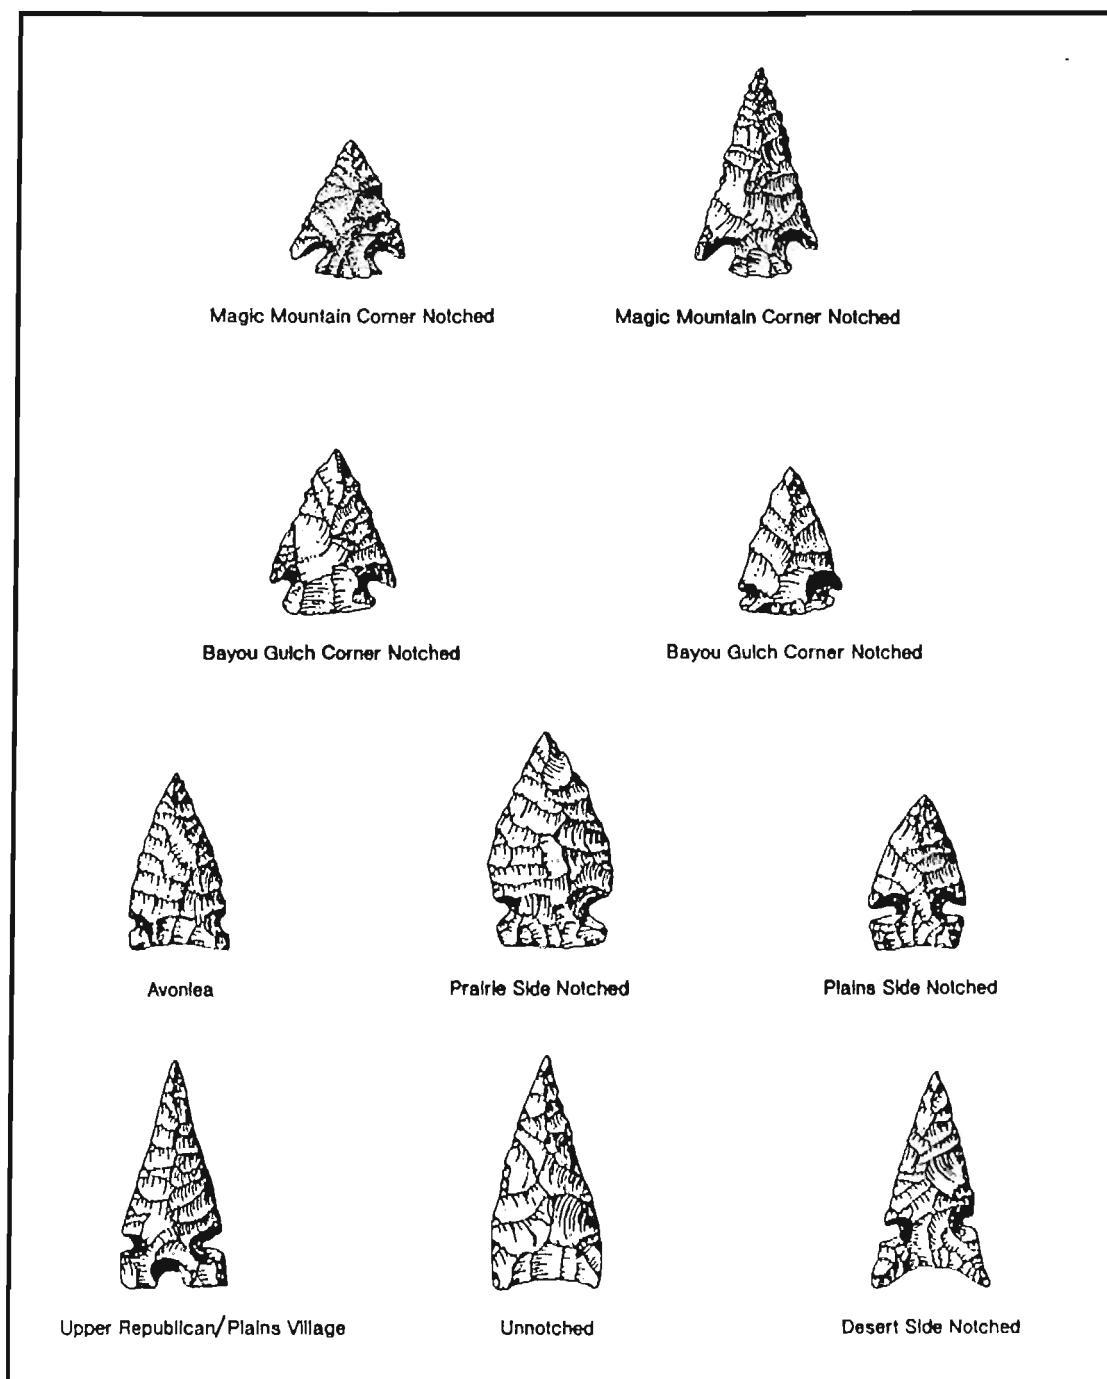 Magic Mountain Corner Notched
Magic Mountain Corner Notched
Bayou Gulch Corner Notched
Bayou Gulch Corner Notched
Avonlea
Prairie Side Notched
Plains Side Notched
Upper Republican/Plains Village
Unnotched
Desert Side Notched